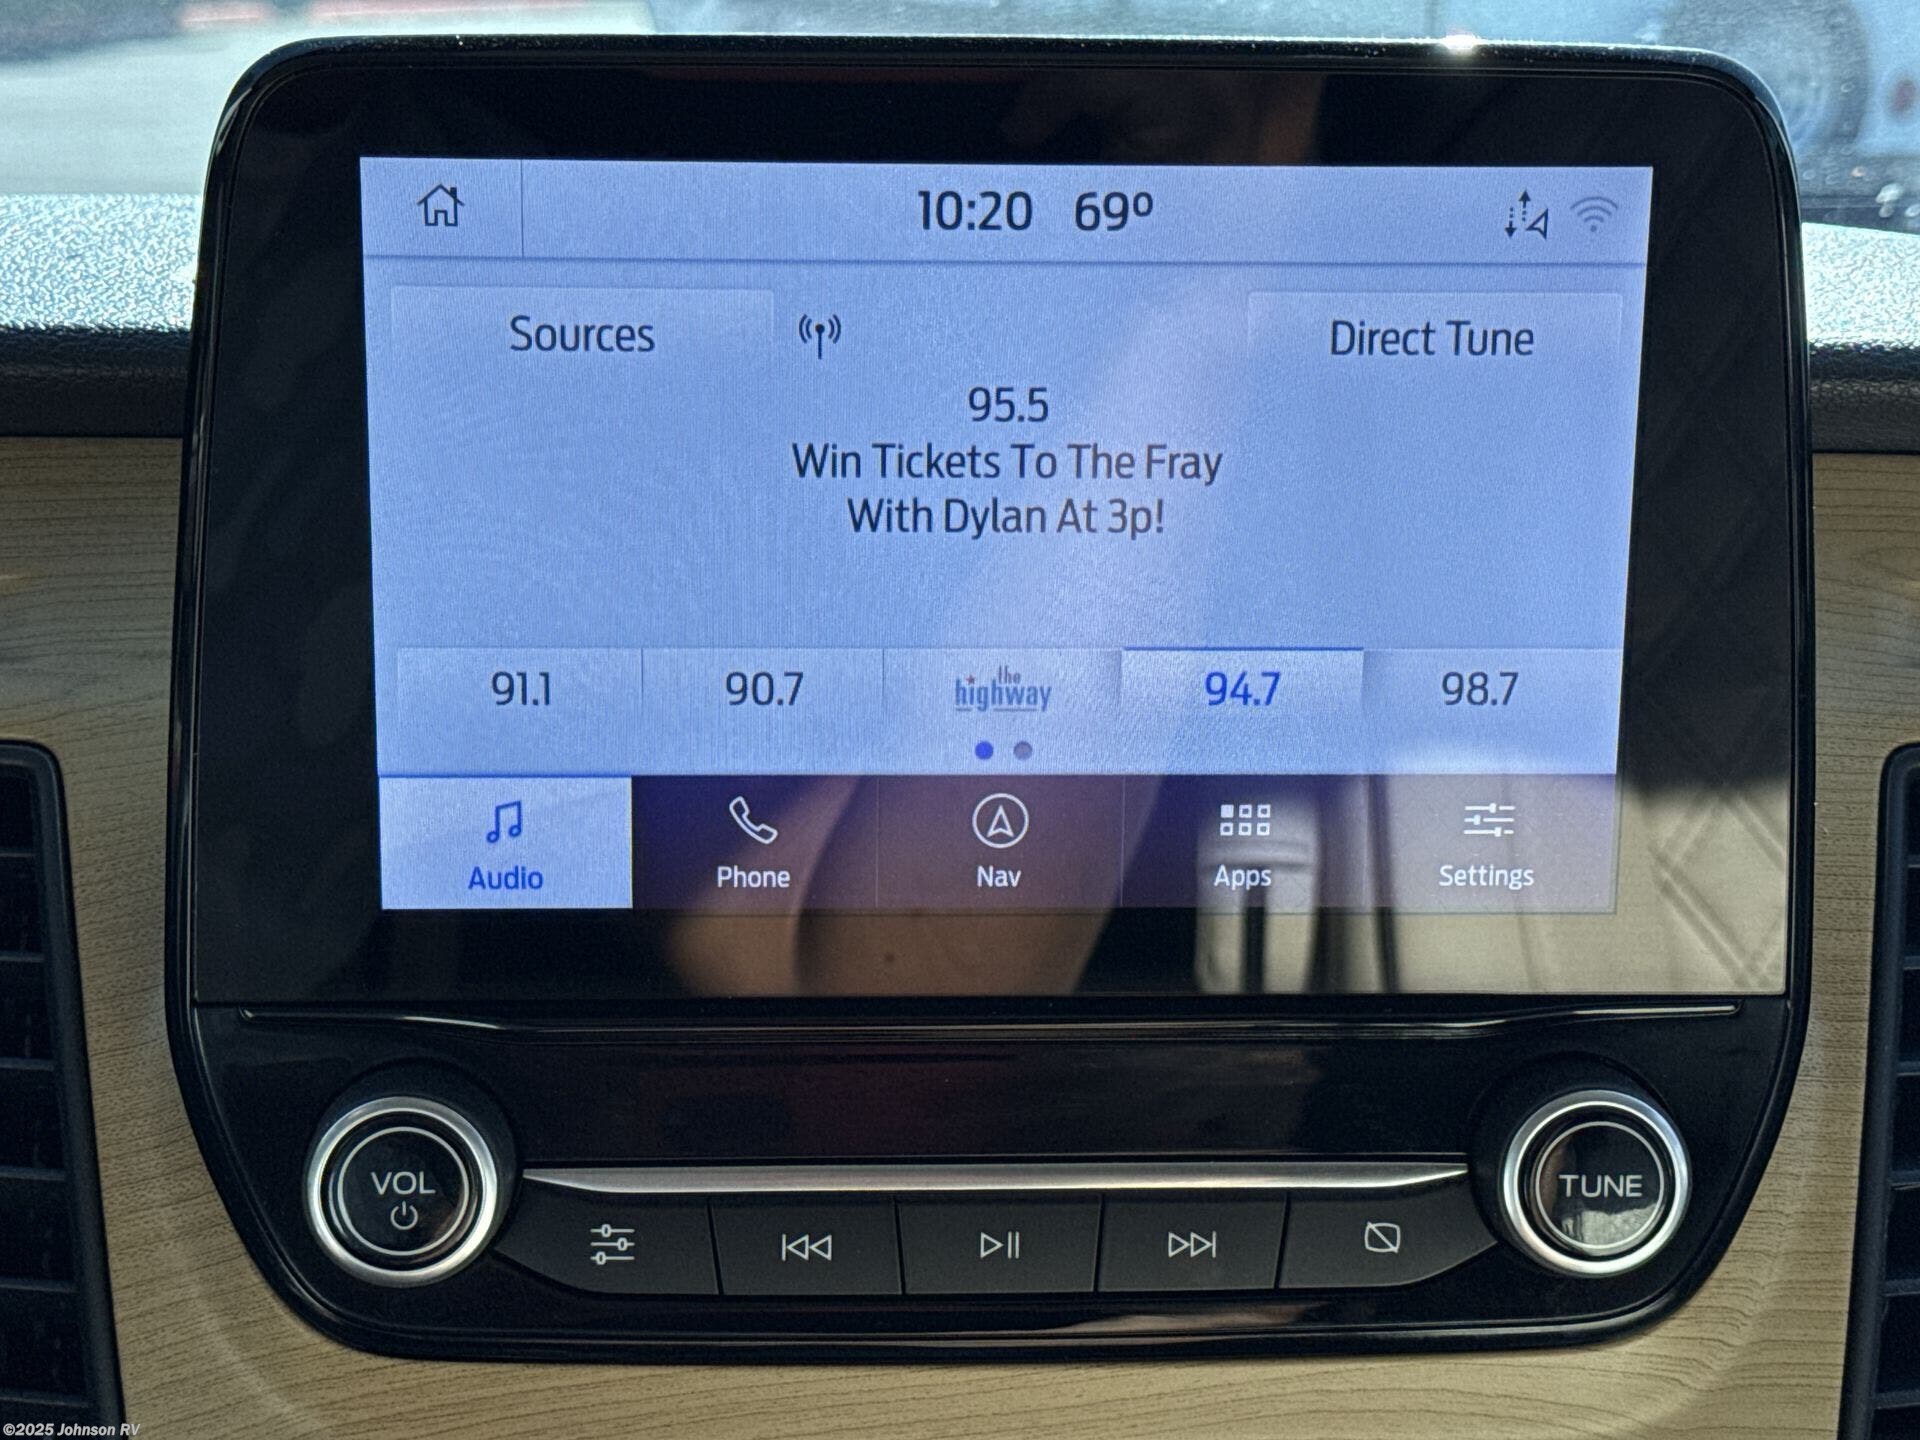 10:20 69º
Sources
Direct Tune
95.5
Win Tickets To The Fray
With Dylan At 3p!
91.1 90.7 the highway 94.7 98.7
Audio Phone Nav Apps Settings
VOL
TUNE
©2025 Johnson RV